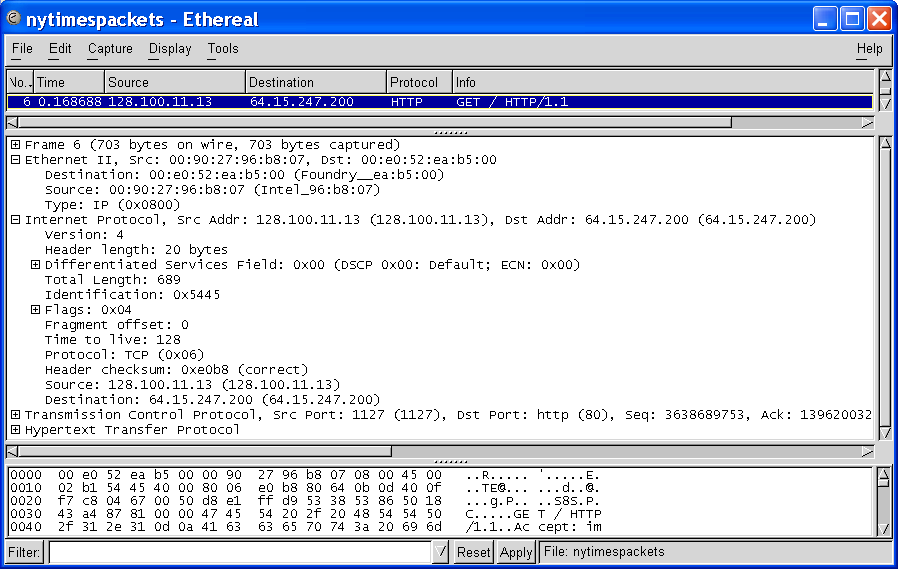 nytimespackets - Ethereal
File Edit Capture Display Tools Help
No. . Time Source Destination Protocol Info
6 0.168688 128.100.11.13 64.15.247.200 HTTP GET / HTTP/1.1
Frame 6 (703 bytes on wire, 703 bytes captured)
Ethernet II, Src: 00:90:27:96:b8:07, Dst: 00:e0:52:ea:b5:00
Destination: 00:e0:52:ea:b5:00 (Foundry__ea:b5:00)
Source: 00:90:27:96:b8:07 (Intel_96:b8:07)
Type: IP (0x0800)
Internet Protocol, Src Addr: 128.100.11.13 (128.100.11.13), Dst Addr: 64.15.247.200 (64.15.247.200)
Version: 4
Header length: 20 bytes
Differentiated Services Field: 0x00 (DSCP 0x00: Default; ECN: 0x00)
Total Length: 689
Identification: 0x5445
Flags: 0x04
Fragment offset: 0
Time to live: 128
Protocol: TCP (0x06)
Header checksum: 0xe0b8 (correct)
Source: 128.100.11.13 (128.100.11.13)
Destination: 64.15.247.200 (64.15.247.200)
Transmission Control Protocol, Src Port: 1127 (1127), Dst Port: http (80), Seq: 3638689753, Ack: 139620032
Hypertext Transfer Protocol
0000 00 e0 52 ea b5 00 00 90 27 96 b8 07 08 00 45 00 ..R..... '.....E.
0010 02 b1 54 45 40 00 80 06 e0 b8 80 64 0b 0d 40 0f ..TE@... ...d..@.
0020 f7 c8 04 67 00 50 d8 e1 ff d9 53 38 53 86 50 18 ...g.P.. ..S8S.P.
0030 43 a4 87 81 00 00 47 45 54 20 2f 20 48 54 54 50 C.....GE T / HTTP
0040 2f 31 2e 31 0d 0a 41 63 63 65 70 74 3a 20 69 6d /1.1..Ac cept: im
Filter: Reset Apply File: nytimespackets